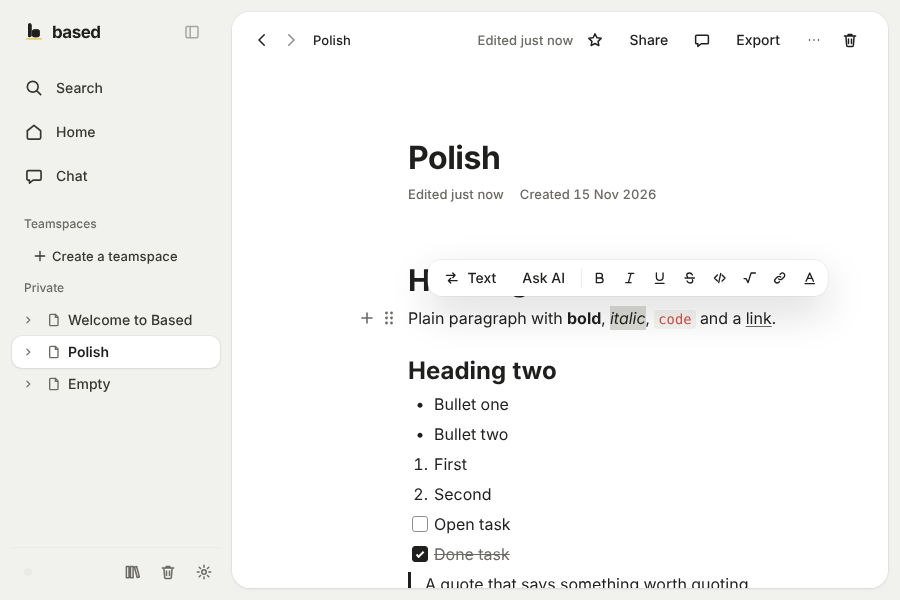 based
Search
Home
Chat
Teamspaces
Create a teamspace
Private
Welcome to Based
Polish
Empty
Polish
Edited just now
Share
Export
Polish
Edited just now Created 15 Nov 2026
Text Ask AI B I U S A
Plain paragraph with bold, italic, code and a link.
Heading two
• Bullet one
• Bullet two
1. First
2. Second
Open task
Done task
A quote that says something worth quoting